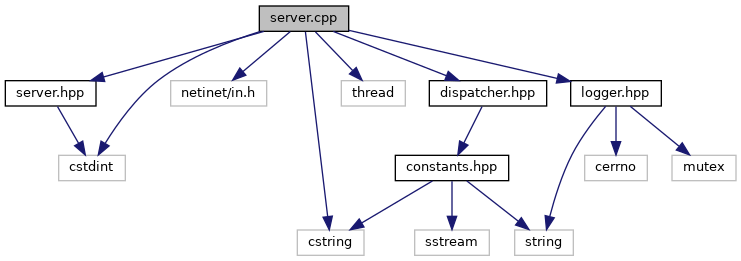 server.cpp
server.hpp
netinet/in.h
thread
dispatcher.hpp
logger.hpp
cstdint
constants.hpp
cerrno
mutex
cstring
sstream
string